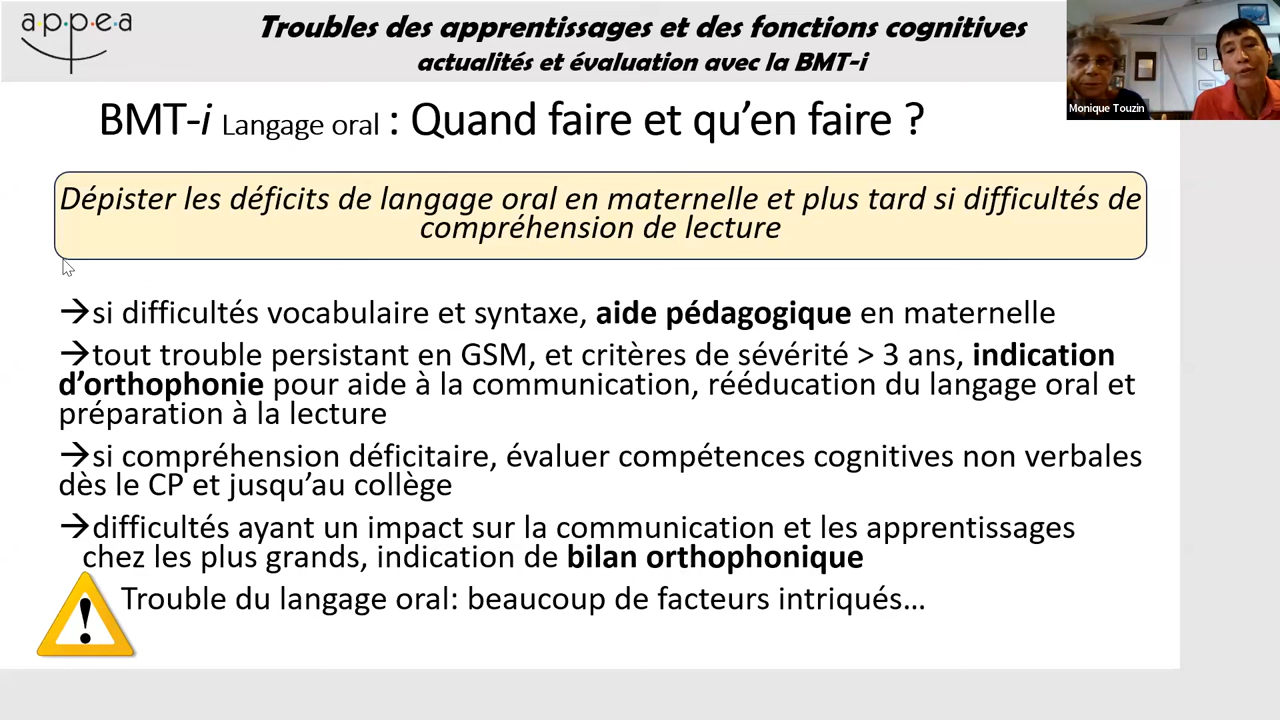 appea
Troubles des apprentissages et des fonctions cognitives
actualités et évaluation avec la BMT-i
Monique Touzin
BMT-i Langage oral : Quand faire et qu’en faire ?
Dépister les déficits de langage oral en maternelle et plus tard si difficultés de
compréhension de lecture
→si difficultés vocabulaire et syntaxe, aide pédagogique en maternelle
→tout trouble persistant en GSM, et critères de sévérité > 3 ans, indication
d’orthophonie pour aide à la communication, rééducation du langage oral et
préparation à la lecture
→si compréhension déficitaire, évaluer compétences cognitives non verbales
dès le CP et jusqu’au collège
→difficultés ayant un impact sur la communication et les apprentissages
chez les plus grands, indication de bilan orthophonique
! Trouble du langage oral: beaucoup de facteurs intriqués…